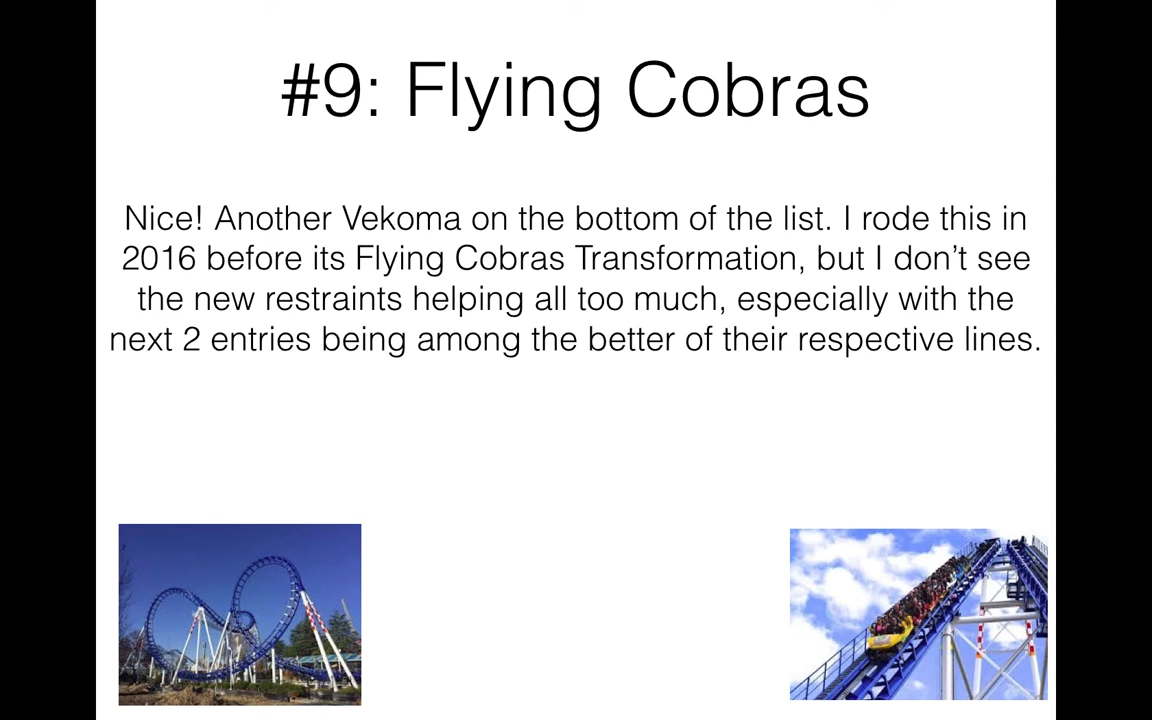 #9: Flying Cobras
Nice! Another Vekoma on the bottom of the list. I rode this in
2016 before its Flying Cobras Transformation, but I don’t see
the new restraints helping all too much, especially with the
next 2 entries being among the better of their respective lines.